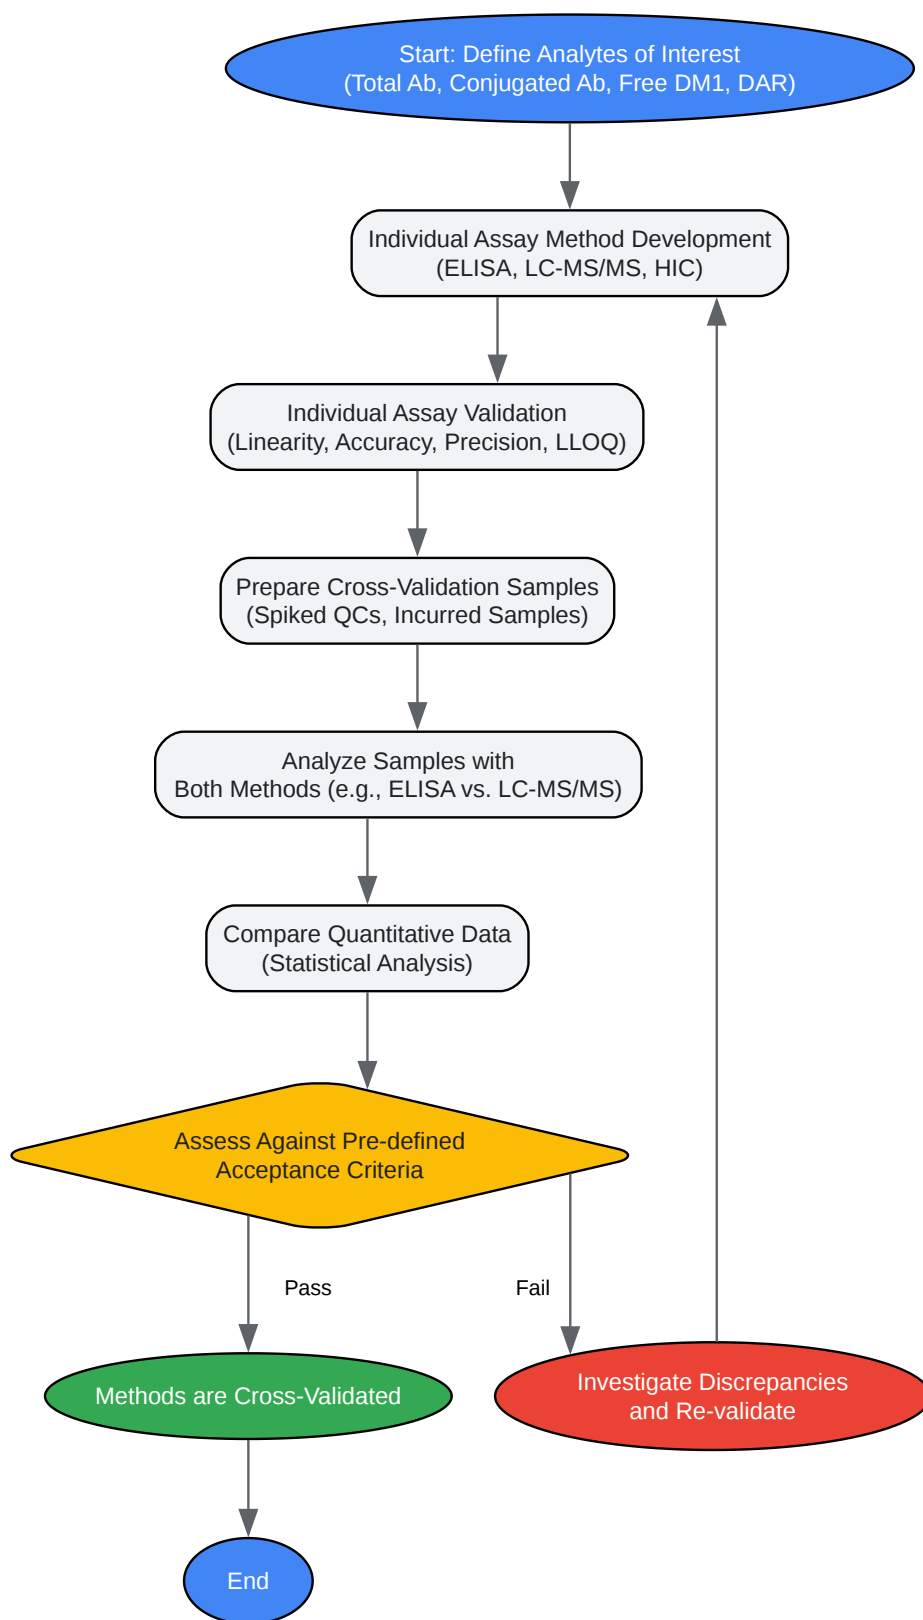 Start: Define Analytes of Interest
(Total Ab, Conjugated Ab, Free DM1, DAR)
Individual Assay Method Development
(ELISA, LC-MS/MS, HIC)
Individual Assay Validation
(Linearity, Accuracy, Precision, LLOQ)
Prepare Cross-Validation Samples
(Spiked QCs, Incurred Samples)
Analyze Samples with
Both Methods (e.g., ELISA vs. LC-MS/MS)
Compare Quantitative Data
(Statistical Analysis)
Assess Against Pre-defined
Acceptance Criteria
Pass
Fail
Methods are Cross-Validated
Investigate Discrepancies
and Re-validate
End